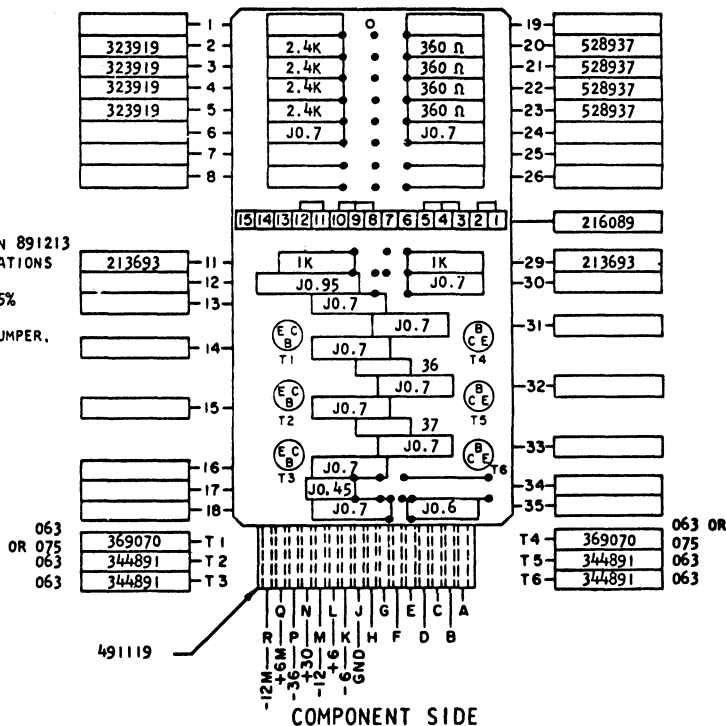 1 19
323919 2 2.4K 360 Ω 20 528937
323919 3 2.4K 360 Ω 21 528937
323919 4 2.4K 360 Ω 22 528937
323919 5 2.4K 360 Ω 23 528937
6 J0.7 J0.7 24
7 25
8 26
15 14 13 12 11 10 9 8 7 6 5 4 3 2 1 216089
N 891213
ATIONS
213693 11 1K 1K 29 213693
12 J0.95 J0.7 30
5% 13 J0.7
UMPER,
J0.7 31
E C B T1 B C E T4
14 J0.7
36
J0.7 32
E C B T2 B C E T5
15 J0.7
37
J0.7 33
E C B T3 B C E T6
16 J0.7
17 J0.45 34
18 J0.7 J0.6 35
063 OR 075 369070 T1 T4 369070 063 OR 075
063 344891 T2 T5 344891 063
063 344891 T3 T6 344891 063
491119
Q N L J G E C A
R P M K H F D B
-12M +6M -36 +30 -12 +6 -6 GND
COMPONENT SIDE